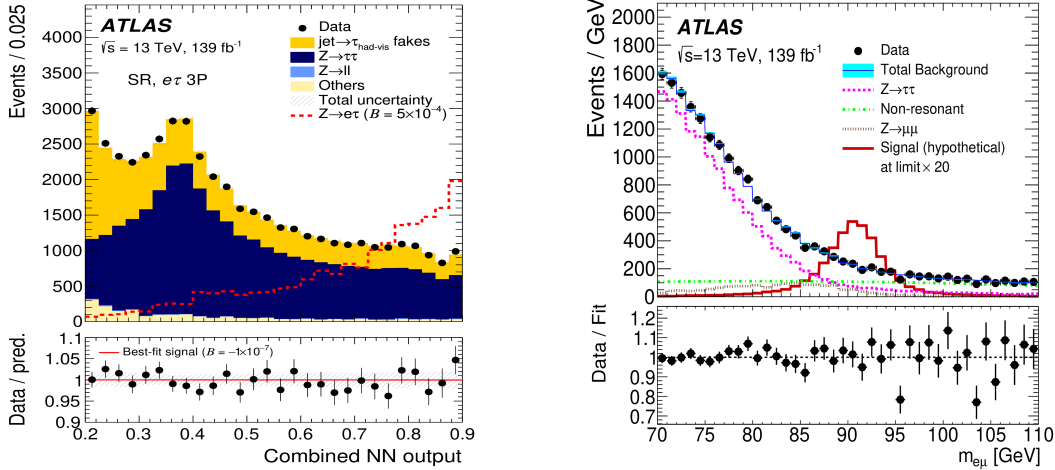 ATLAS
√s = 13 TeV, 139 fb⁻¹
SR, eτ 3P
Data
jet→τhad-vis fakes
Z→ττ
Z→ll
Others
Total uncertainty
Z→eτ (B = 5×10⁻⁴)
Events / 0.025
4000
3500
3000
2500
2000
1500
1000
500
0
Best-fit signal (B = −1×10⁻⁷)
Data / pred.
1.1
1.05
1
0.95
0.9
0.2 0.3 0.4 0.5 0.6 0.7 0.8 0.9
Combined NN output
ATLAS
√s=13 TeV, 139 fb⁻¹
Data
Total Background
Z→ττ
Non-resonant
Z→μμ
Signal (hypothetical)
at limit × 20
Events / GeV
2000
1800
1600
1400
1200
1000
800
600
400
200
0
Data / Fit
1.2
1.1
1.0
0.9
0.8
0.7
70 75 80 85 90 95 100 105 110
meμ [GeV]